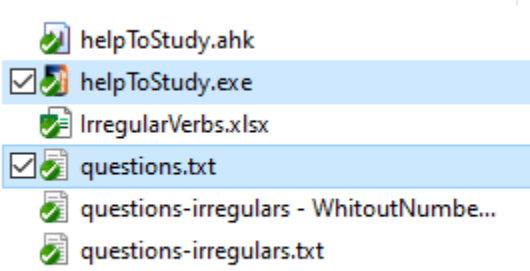 helpToStudy.ahk
helpToStudy.exe
IrregularVerbs.xlsx
questions.txt
questions-irregulars - WhitoutNumbe...
questions-irregulars.txt